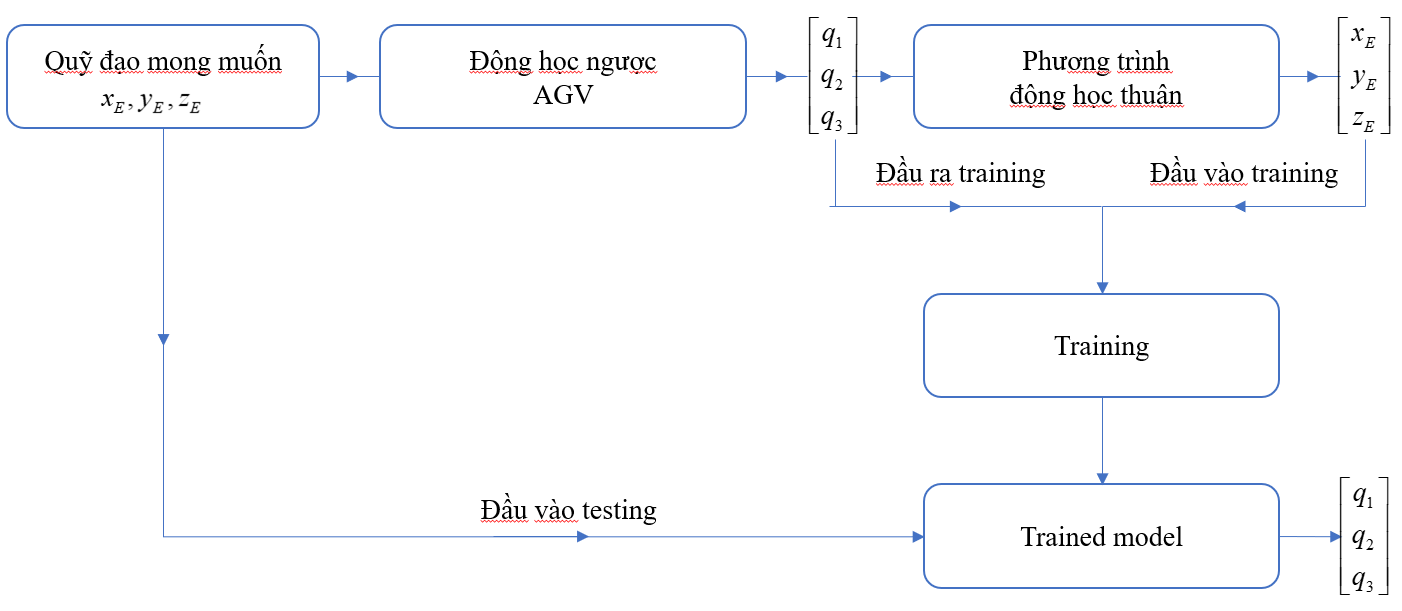 Quỹ đạo mong muốn
x_E, y_E, z_E
Động học ngược
AGV
q_1
q_2
q_3
Phương trình
động học thuận
x_E
y_E
z_E
Đầu ra training
Đầu vào training
Training
Đầu vào testing
Trained model
q_1
q_2
q_3